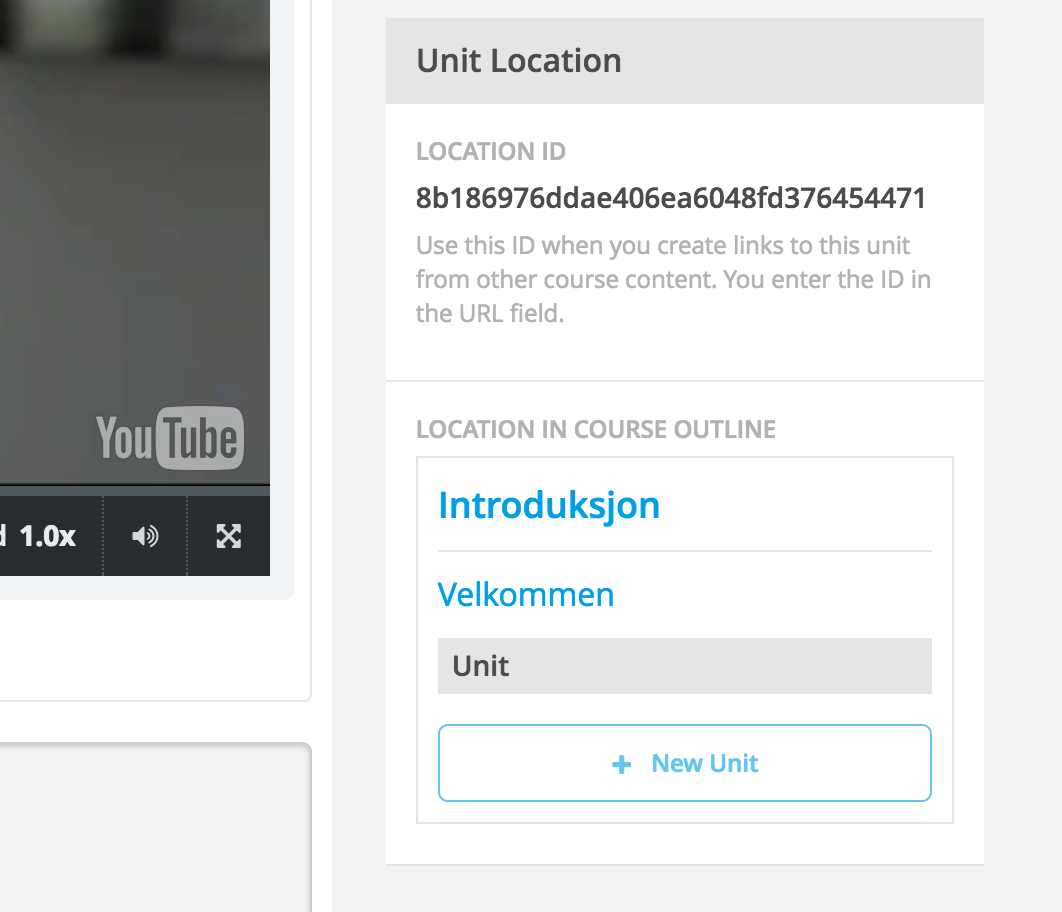 Unit Location
LOCATION ID
8b186976ddae406ea6048fd376454471
Use this ID when you create links to this unit
from other course content. You enter the ID in
the URL field.
LOCATION IN COURSE OUTLINE
Introduksjon
Velkommen
Unit
+ New Unit
YouTube
1.0x